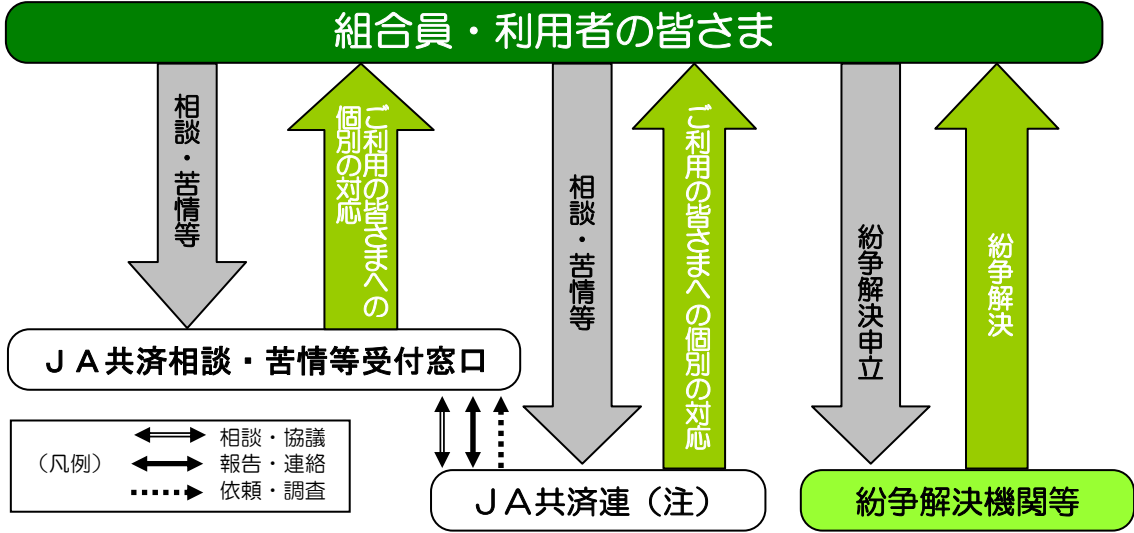 組合員・利用者の皆さま
相談・苦情等
ご利用の皆さまへの
個別の対応
相談・苦情等
ご利用の皆さまへの個別の対応
紛争解決申立
紛争解決
ＪＡ共済相談・苦情等受付窓口
（凡例）
相談・協議
報告・連絡
依頼・調査
ＪＡ共済連（注）
紛争解決機関等